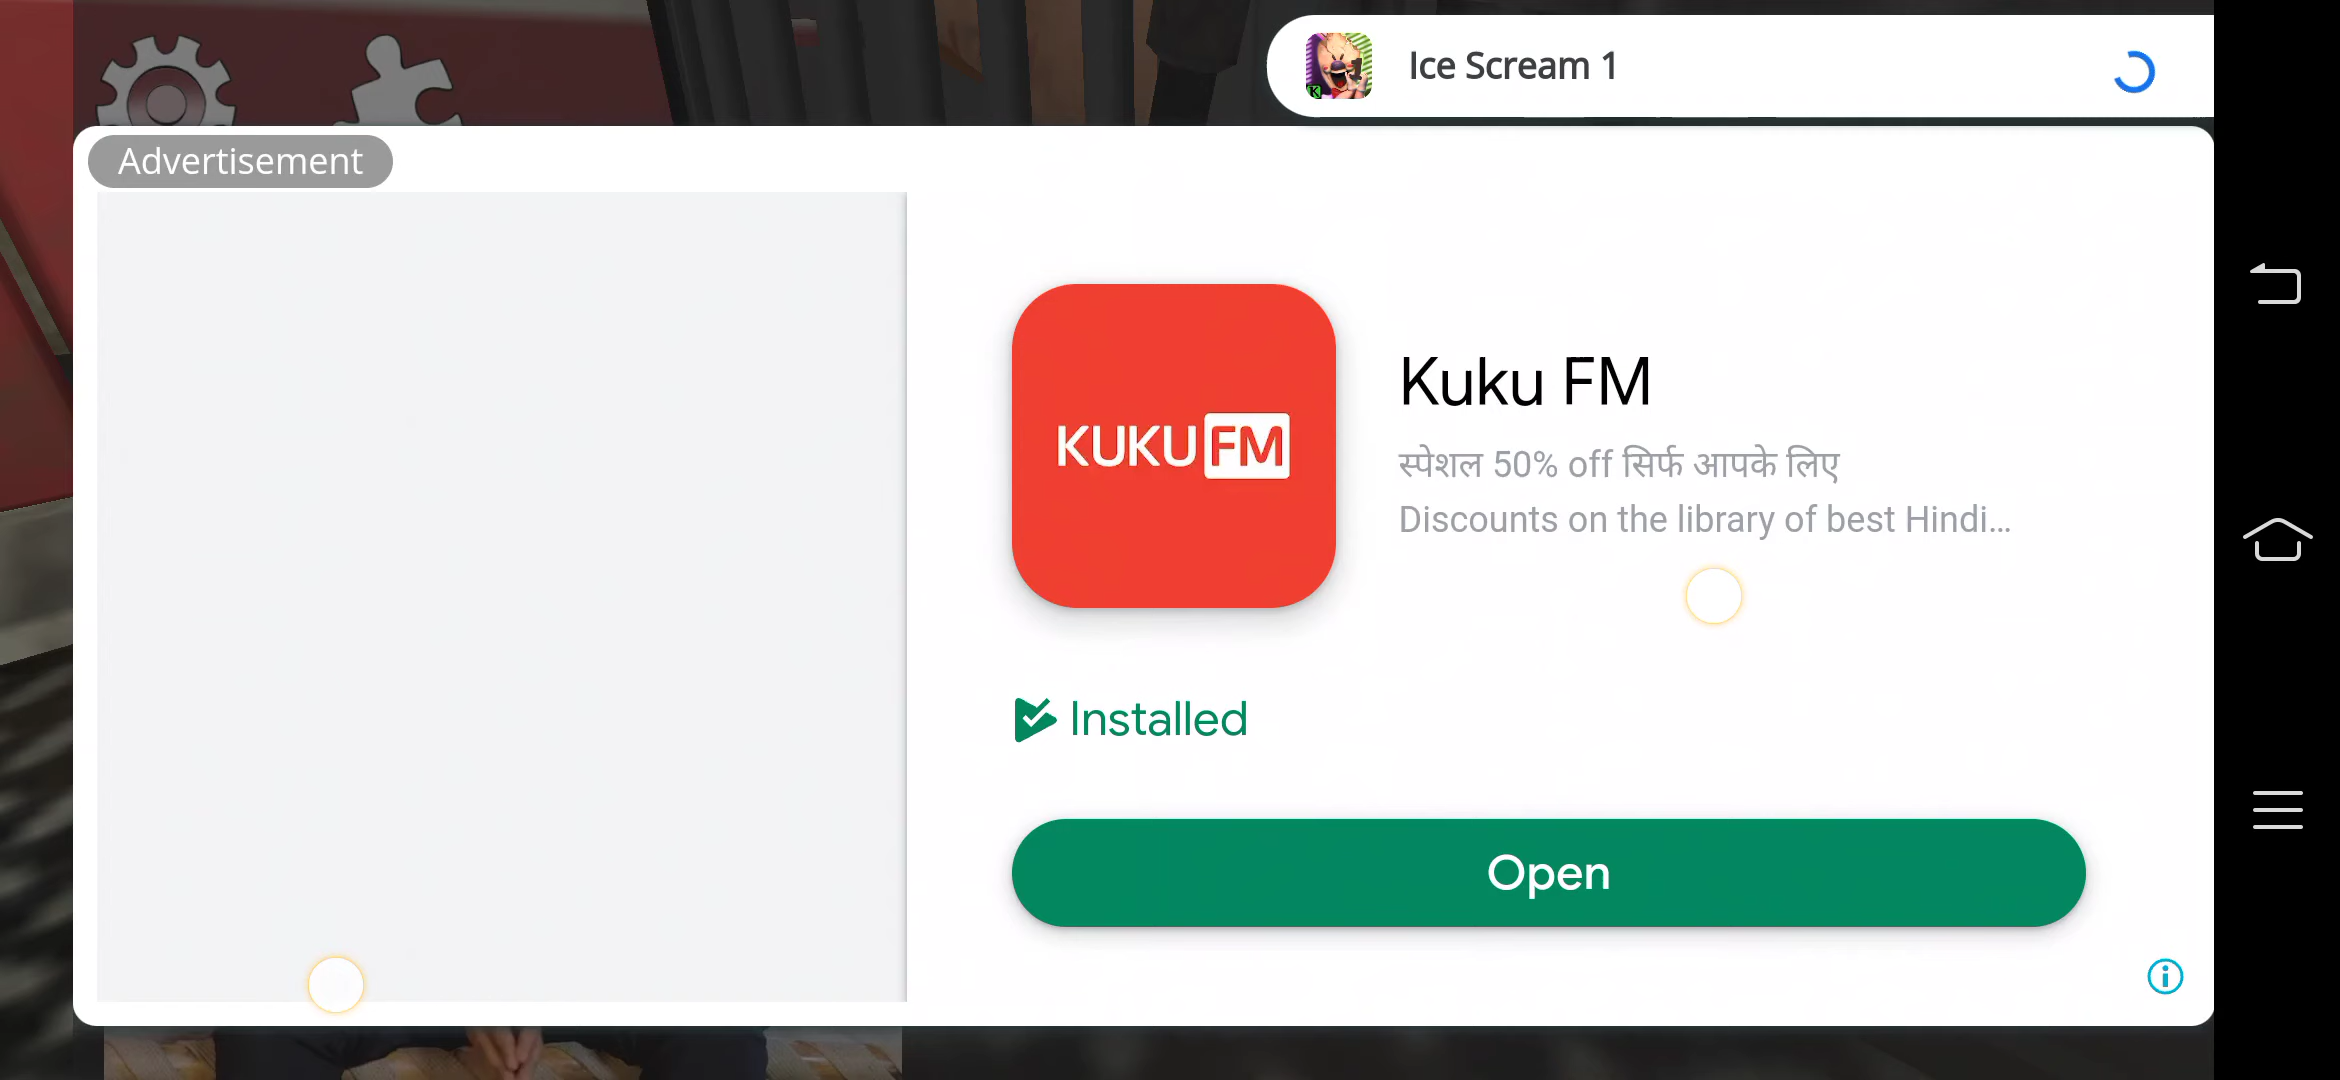 Ice Scream 1
Advertisement
KUKU FM
Kuku FM
स्पेशल 50% off सिर्फ आपके लिए
Discounts on the library of best Hindi...
Installed
Open